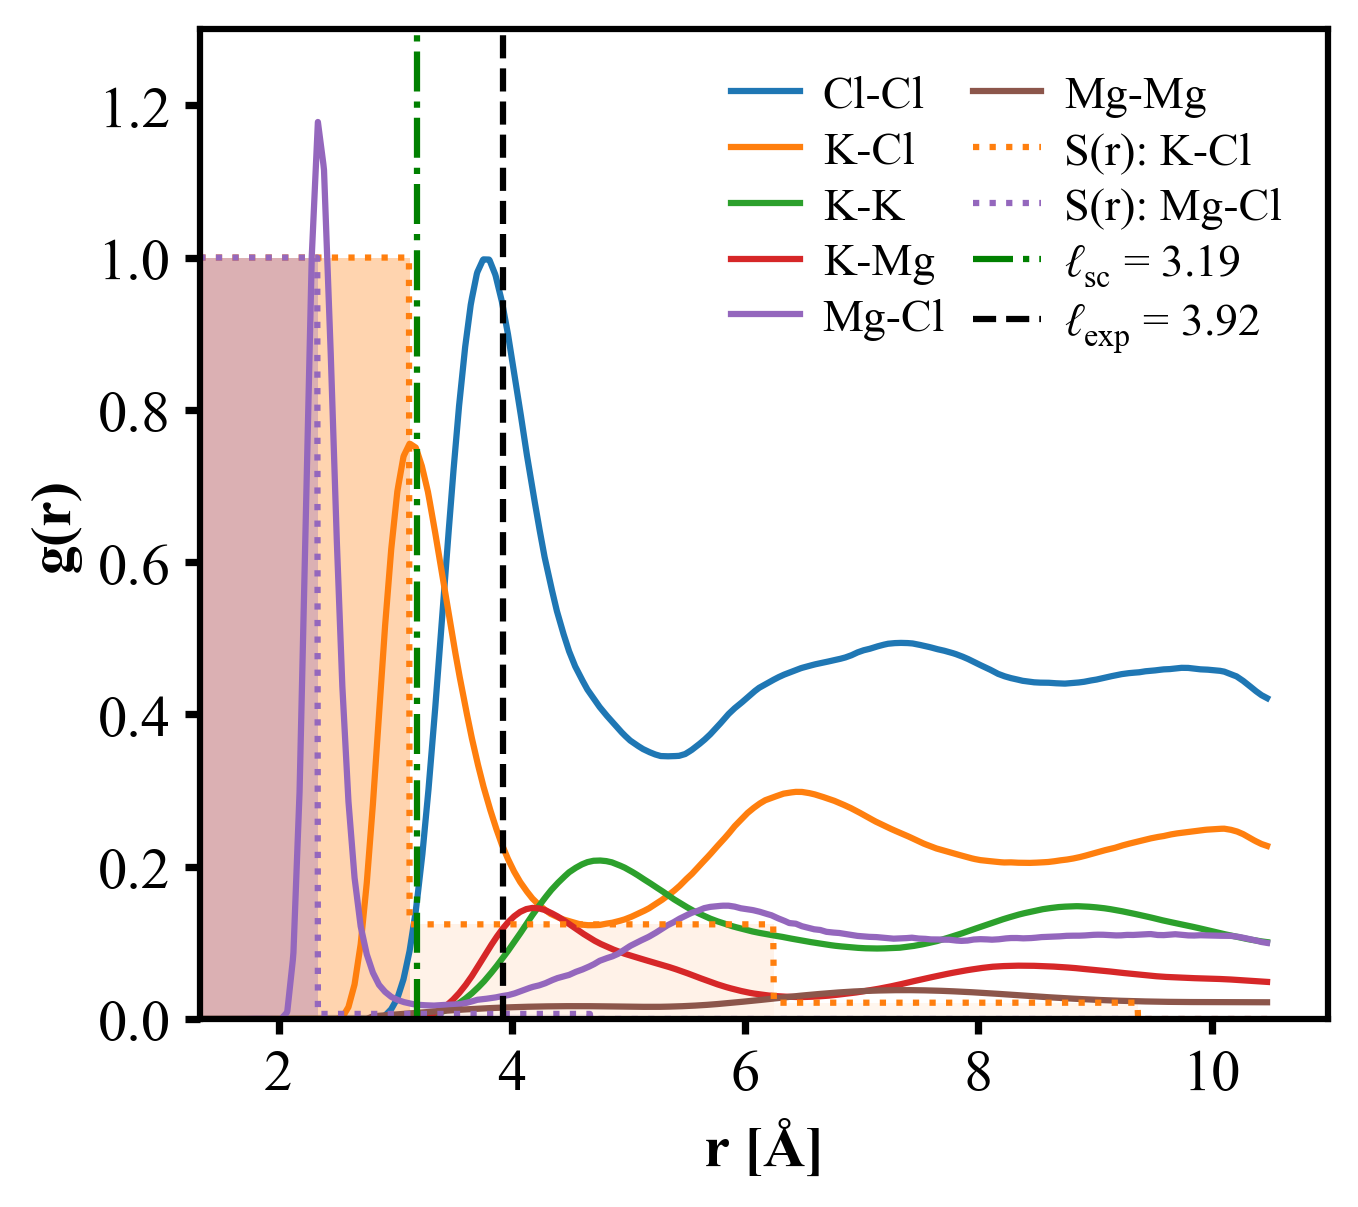 1.2
1.0
0.8
0.6
0.4
0.2
0.0
g(r)
2 4 6 8 10
r [Å]
Cl-Cl
K-Cl
K-K
K-Mg
Mg-Cl
Mg-Mg
S(r): K-Cl
S(r): Mg-Cl
ℓsc = 3.19
ℓexp = 3.92